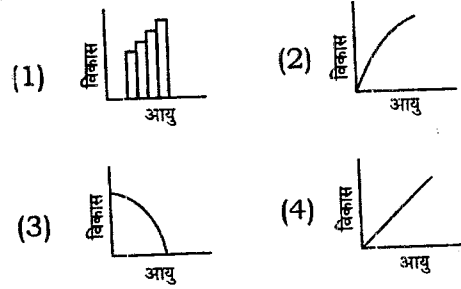 (1) विकास आयु
(2) विकास आयु
(3) विकास आयु
(4) विकास आयु